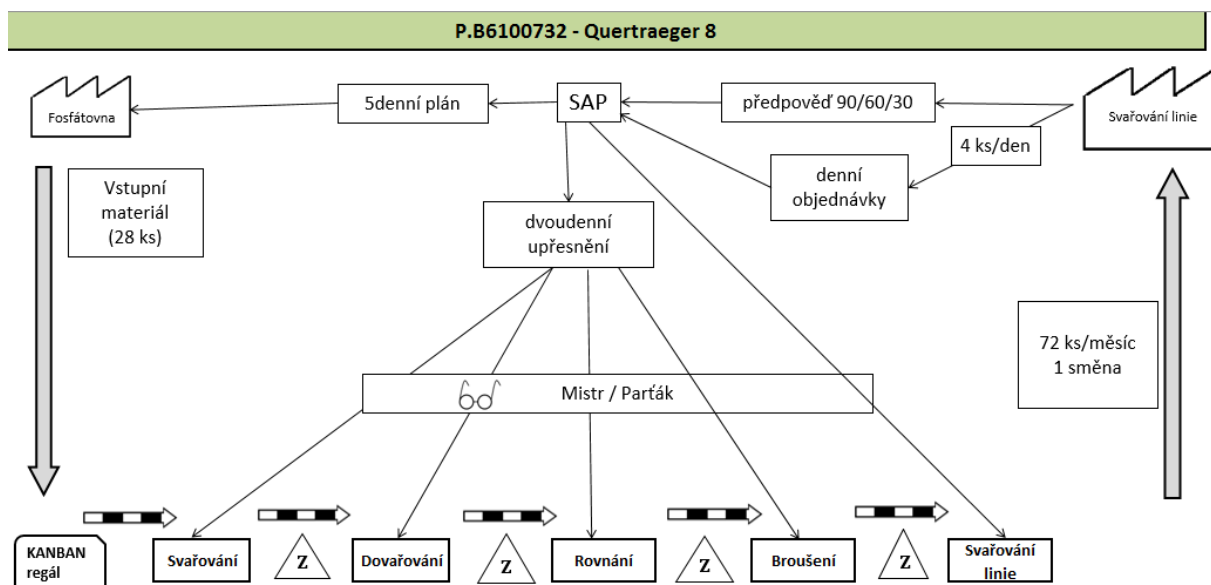 P.B6100732 - Quertraeger 8
Fosfátovna
5denní plán
SAP
předpověď 90/60/30
Svařování linie
4 ks/den
Vstupní
materiál
(28 ks)
denní
objednávky
dvoudenní
upřesnění
72 ks/měsíc
1 směna
Mistr / Parťák
KANBAN
regál
Svařování
Z
Dovařování
Z
Rovnání
Z
Broušení
Z
Svařování
linie